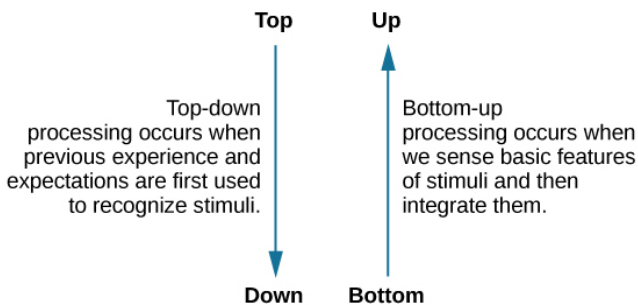 Top
Up
Top-down
processing occurs when
previous experience and
expectations are first used
to recognize stimuli.
Bottom-up
processing occurs when
we sense basic features
of stimuli and then
integrate them.
Down
Bottom